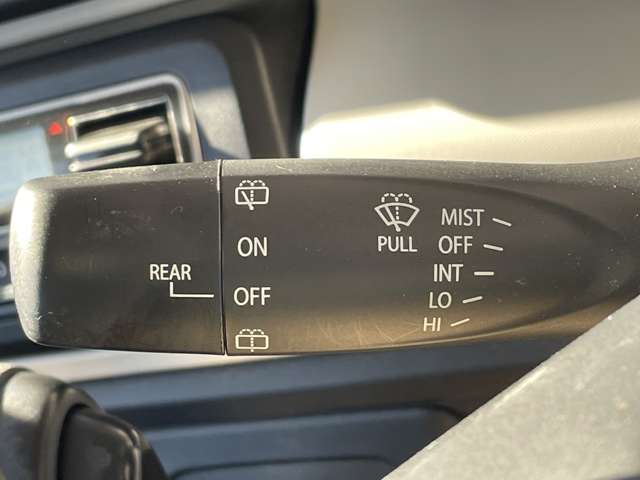 REAR
ON
OFF
PULL
MIST
OFF
INT
LO
HI